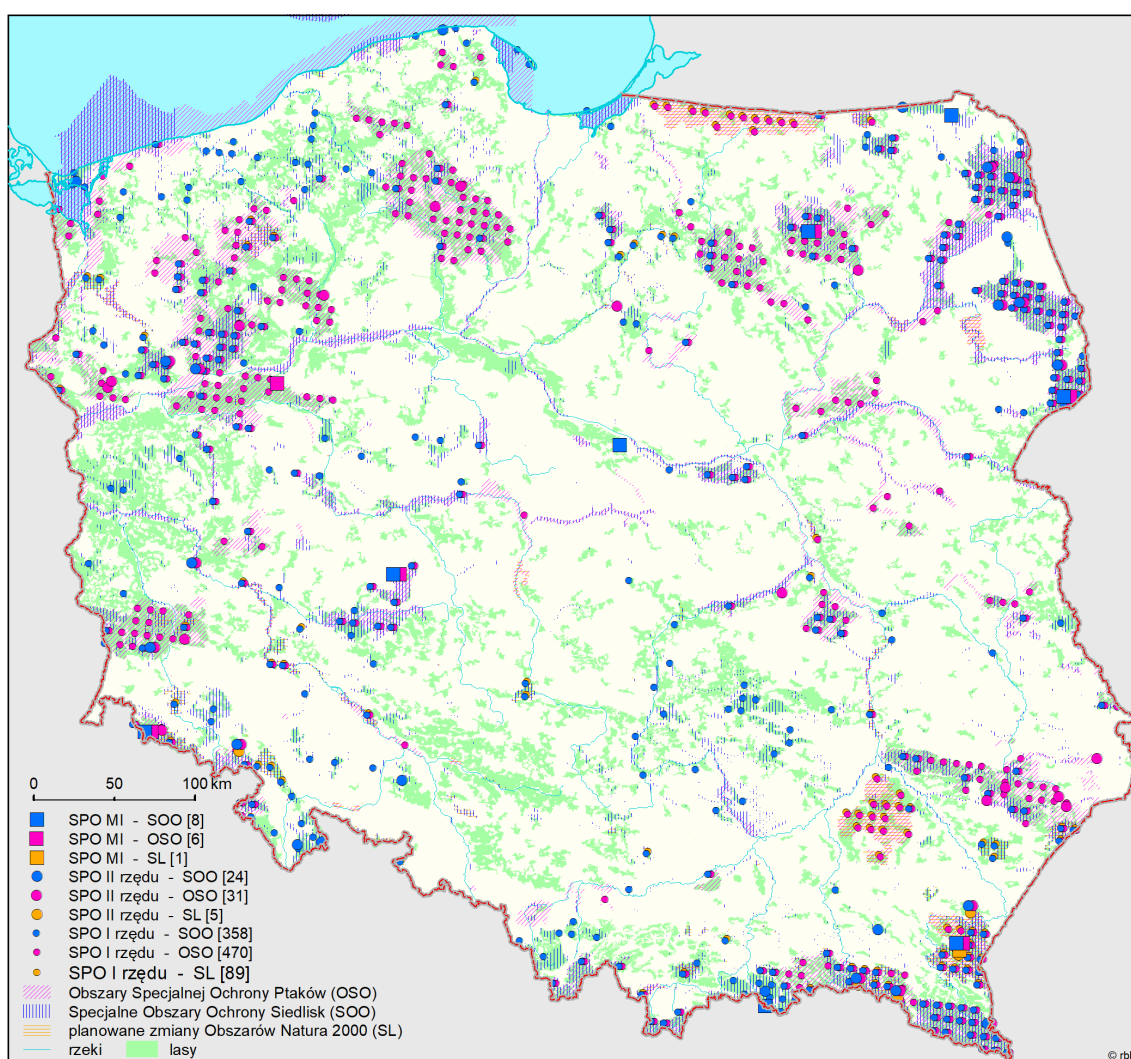 0 50 100 km
SPO MI - SOO [8]
SPO MI - OSO [6]
SPO MI - SL [1]
SPO II rzędu - SOO [24]
SPO II rzędu - OSO [31]
SPO II rzędu - SL [5]
SPO I rzędu - SOO [358]
SPO I rzędu - OSO [470]
SPO I rzędu - SL [89]
Obszary Specjalnej Ochrony Ptaków (OSO)
Specjalne Obszary Ochrony Siedlisk (SOO)
planowane zmiany Obszarów Natura 2000 (SL)
rzeki lasy